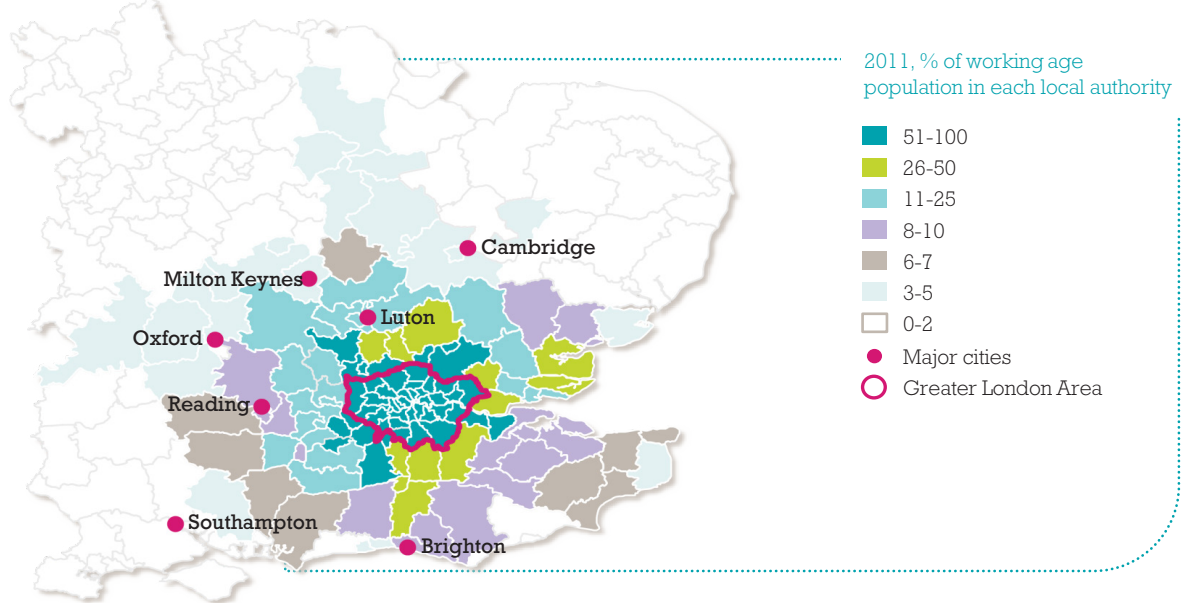 2011, % of working age
population in each local authority
51-100
26-50
11-25
8-10
6-7
3-5
0-2
Major cities
Greater London Area
Cambridge
Milton Keynes
Luton
Oxford
Reading
Southampton
Brighton